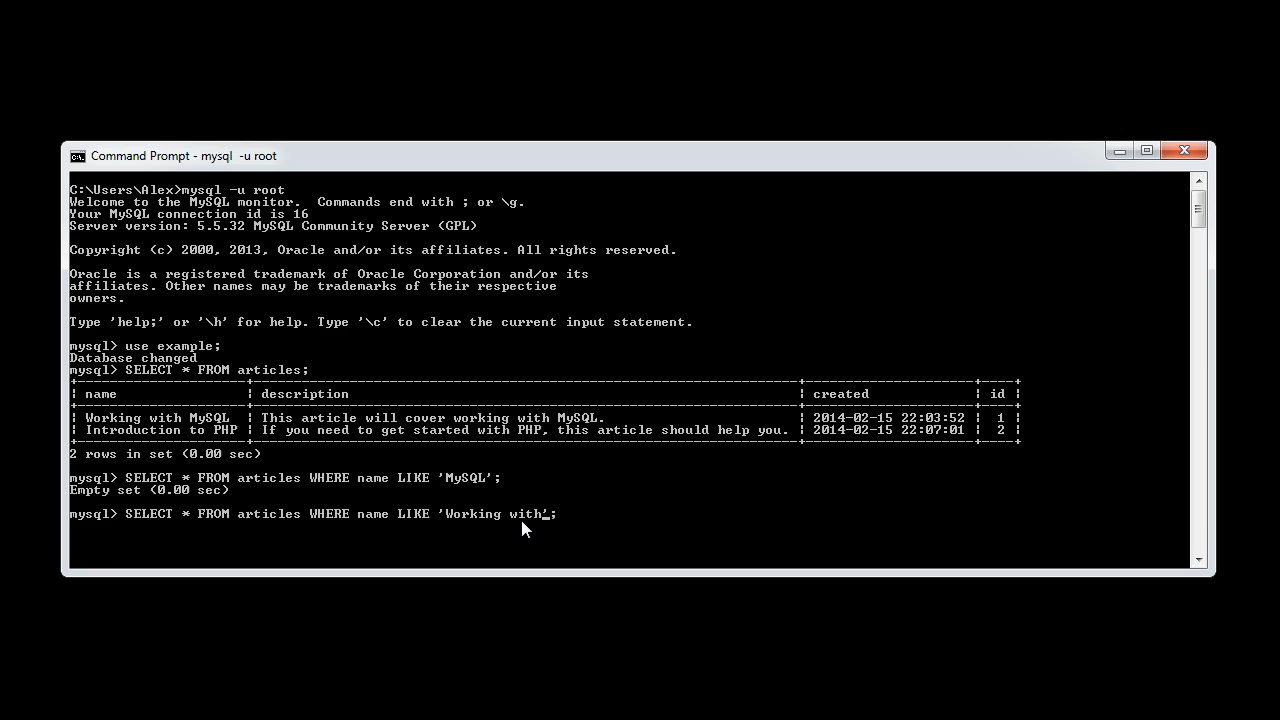 Command Prompt - mysql  -u root
C:\Users\Alex>mysql -u root
Welcome to the MySQL monitor.  Commands end with ; or \g.
Your MySQL connection id is 16
Server version: 5.5.32 MySQL Community Server (GPL)
Copyright (c) 2000, 2013, Oracle and/or its affiliates. All rights reserved.
Oracle is a registered trademark of Oracle Corporation and/or its
affiliates. Other names may be trademarks of their respective
owners.
Type 'help;' or '\h' for help. Type '\c' to clear the current input statement.
mysql> use example;
Database changed
mysql> SELECT * FROM articles;
+---------------------+--------------------------------------------------------------------+---------------------+----+
| name                | description                                                        | created             | id |
+---------------------+--------------------------------------------------------------------+---------------------+----+
| Working with MySQL  | This article will cover working with MySQL.                        | 2014-02-15 22:03:52 |  1 |
| Introduction to PHP | If you need to get started with PHP, this article should help you. | 2014-02-15 22:07:01 |  2 |
+---------------------+--------------------------------------------------------------------+---------------------+----+
2 rows in set (0.00 sec)
mysql> SELECT * FROM articles WHERE name LIKE 'MySQL';
Empty set (0.00 sec)
mysql> SELECT * FROM articles WHERE name LIKE 'Working with';